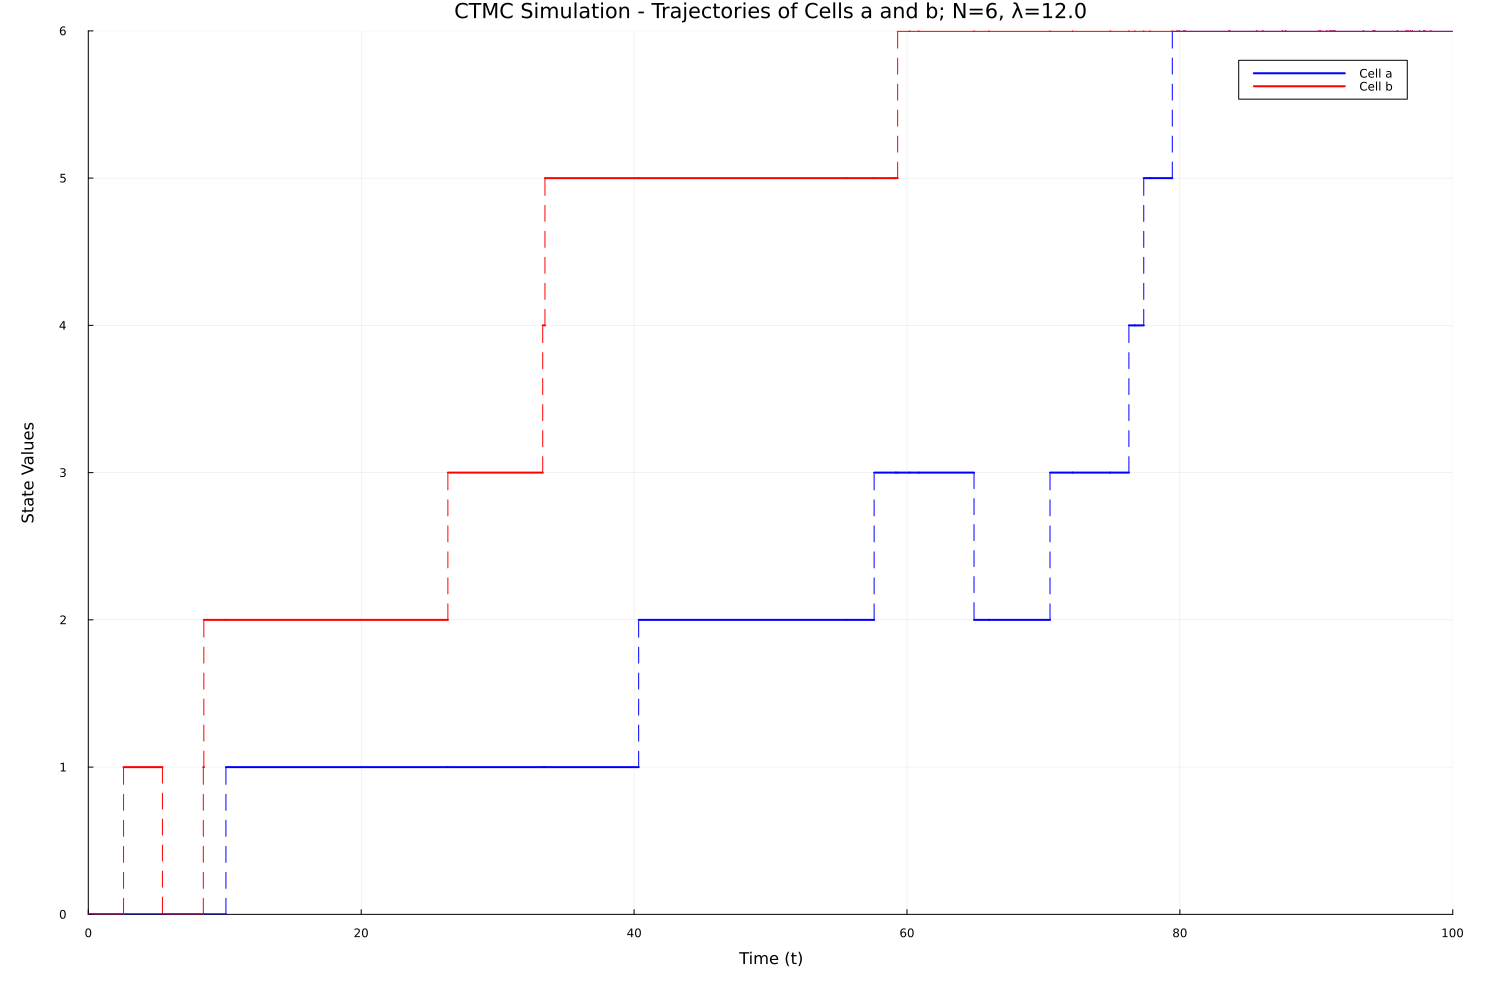 CTMC Simulation - Trajectories of Cells a and b; N=6, λ=12.0
6
Cell a
Cell b
5
4
State Values
3
2
1
0
0 20 40 60 80 100
Time (t)